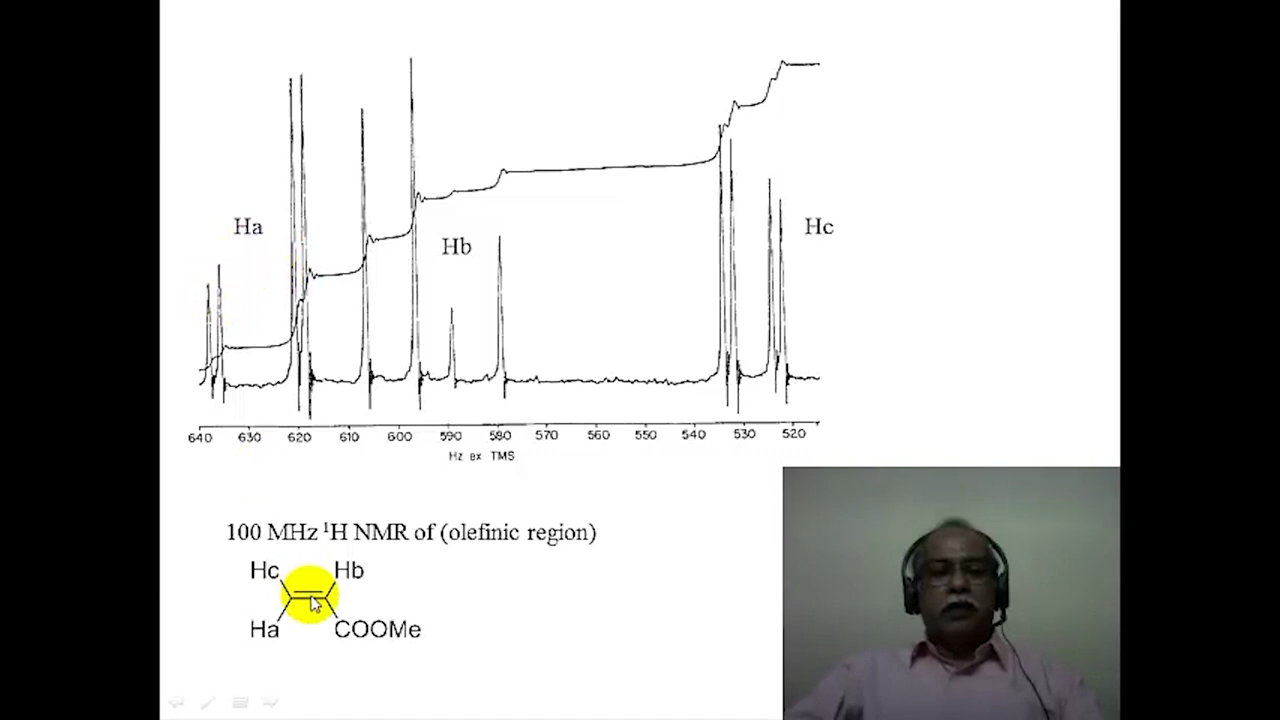 Ha
Hb
Hc
640 630 620 610 600 590 580 570 560 550 540 530 520
Hz ex TMS
100 MHz ¹H NMR of (olefinic region)
Hc Hb
Ha COOMe